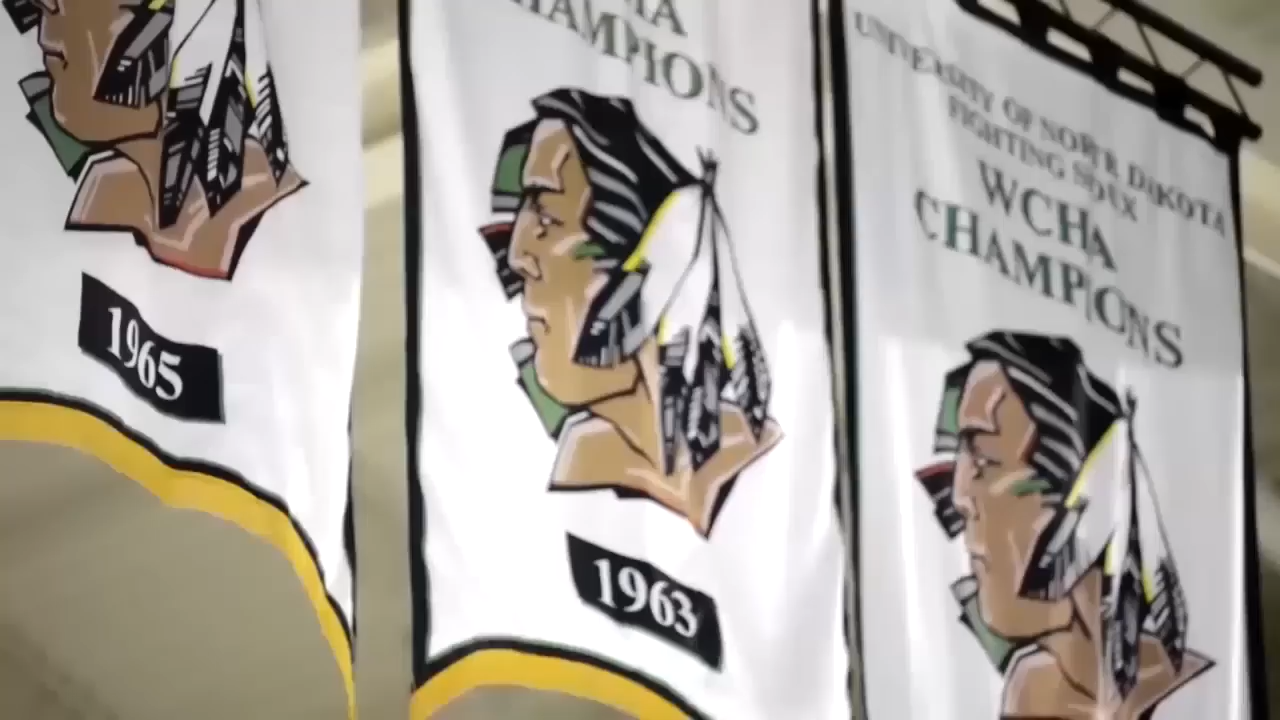 1965
CHAMPIONS
1963
UNIVERSITY OF NORTH DAKOTA
FIGHTING SIOUX
WCHA
CHAMPIONS